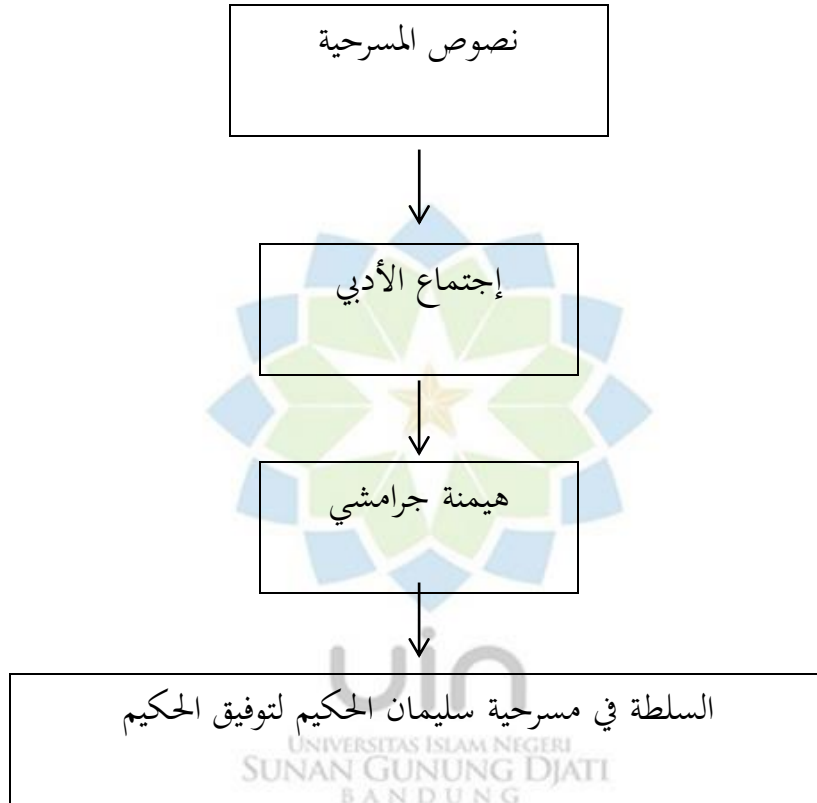 نصوص المسرحية
إجتماع الأدبي
هيمنة جرامشي
السلطة في مسرحية سليمان الحكيم لتوفيق الحكيم
uin
UNIVERSITAS ISLAM NEGERI
SUNAN GUNUNG DJATI
BANDUNG